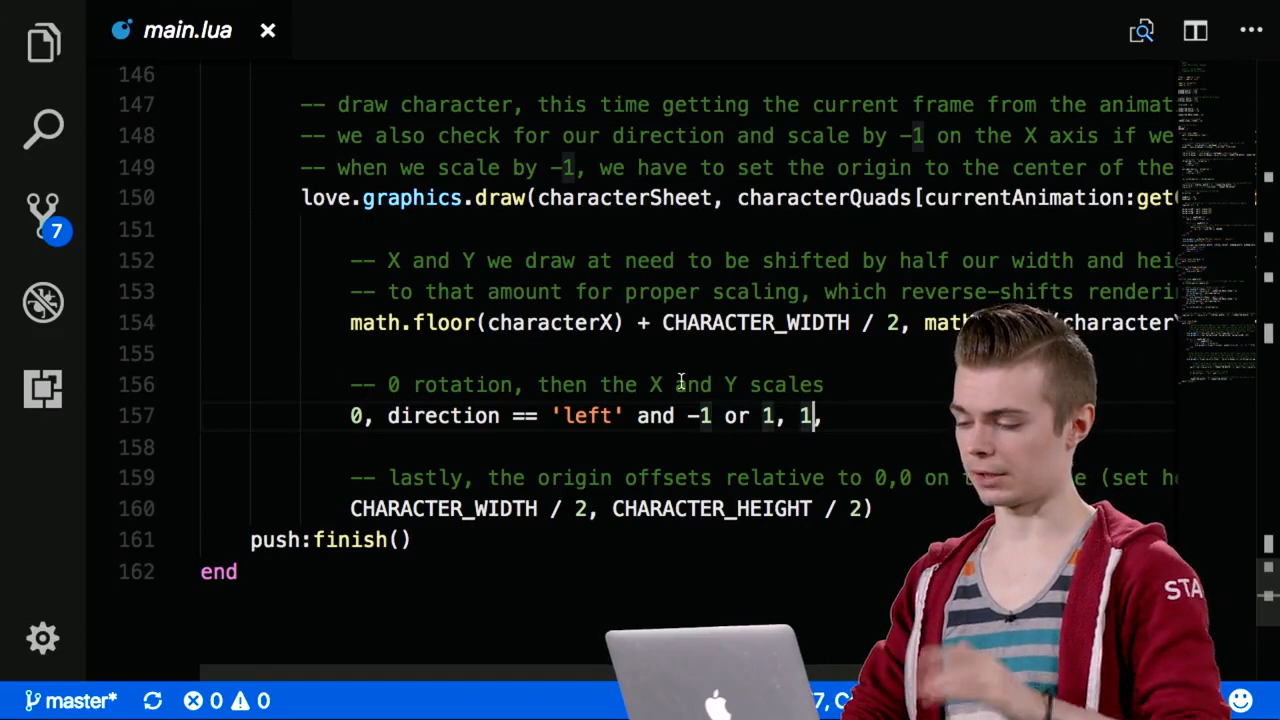 main.lua
146
147 -- draw character, this time getting the current frame from the animat
148 -- we also check for our direction and scale by -1 on the X axis if we
149 -- when we scale by -1, we have to set the origin to the center of the
150 love.graphics.draw(characterSheet, characterQuads[currentAnimation:get
151
152 -- X and Y we draw at need to be shifted by half our width and hei
153 -- to that amount for proper scaling, which reverse-shifts renderi
154 math.floor(characterX) + CHARACTER_WIDTH / 2, mat (character
155
156 -- 0 rotation, then the X and Y scales
157 0, direction == 'left' and -1 or 1, 1,
158
159 -- lastly, the origin offsets relative to 0,0 on (set h
160 CHARACTER_WIDTH / 2, CHARACTER_HEIGHT / 2)
161 push:finish()
162 end
7
STA
master* 0 0 7, C